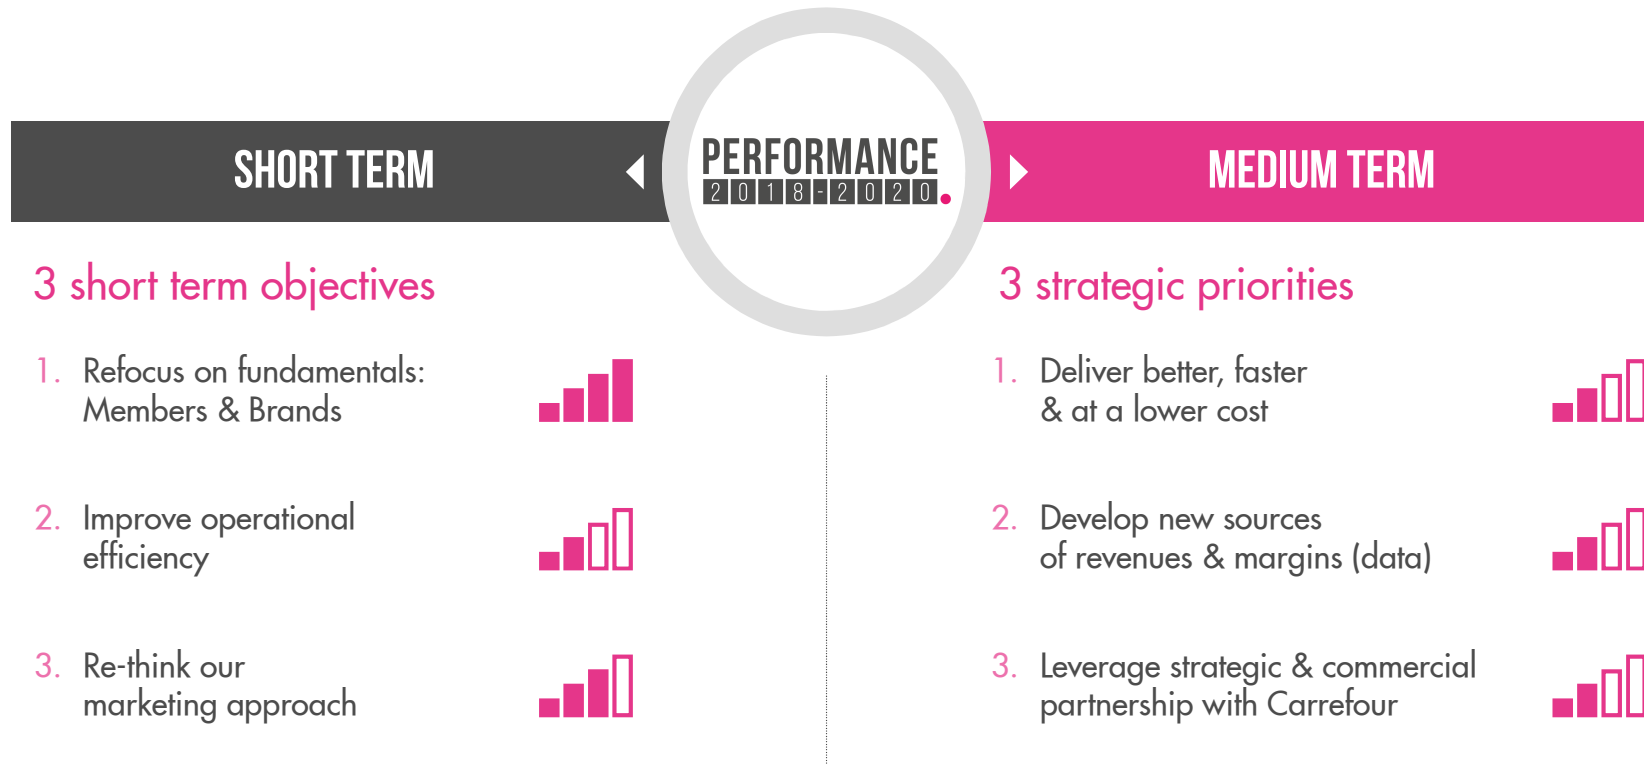 SHORT TERM
PERFORMANCE
2018-2020.
MEDIUM TERM
3 short term objectives
1. Refocus on fundamentals:
Members & Brands
2. Improve operational
efficiency
3. Re-think our
marketing approach
3 strategic priorities
1. Deliver better, faster
& at a lower cost
2. Develop new sources
of revenues & margins (data)
3. Leverage strategic & commercial
partnership with Carrefour